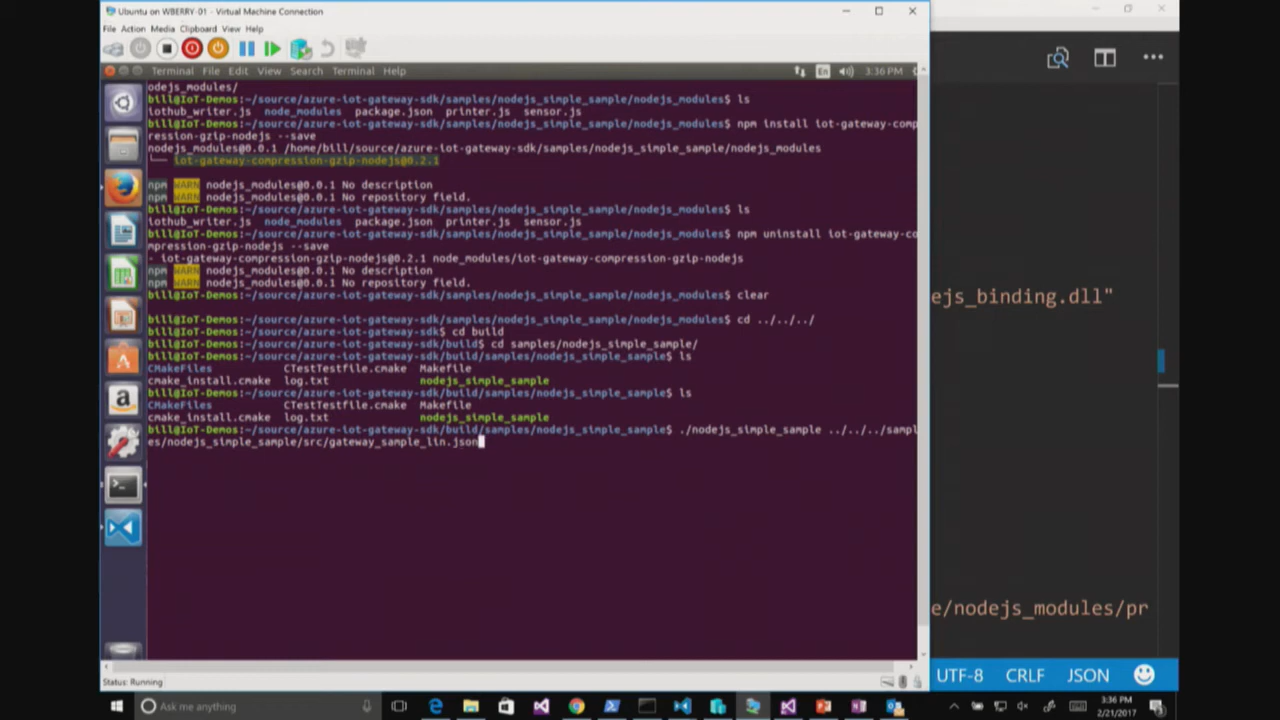 Ubuntu on WBERRY-01 - Virtual Machine Connection
File Action Media Clipboard View Help
Terminal File Edit View Search Terminal Help
En 3:36 PM
odejs_modules/
bill@IoT-Demos:~/source/azure-iot-gateway-sdk/samples/nodejs_simple_sample/nodejs_modules$ ls
iothub_writer.js node_modules package.json printer.js sensor.js
bill@IoT-Demos:~/source/azure-iot-gateway-sdk/samples/nodejs_simple_sample/nodejs_modules$ npm install iot-gateway-comp
ression-gzip-nodejs --save
nodejs_modules@0.0.1 /home/bill/source/azure-iot-gateway-sdk/samples/nodejs_simple_sample/nodejs_modules
└── iot-gateway-compression-gzip-nodejs@0.2.1
npm WARN nodejs_modules@0.0.1 No description
npm WARN nodejs_modules@0.0.1 No repository field.
bill@IoT-Demos:~/source/azure-iot-gateway-sdk/samples/nodejs_simple_sample/nodejs_modules$ ls
iothub_writer.js node_modules package.json printer.js sensor.js
bill@IoT-Demos:~/source/azure-iot-gateway-sdk/samples/nodejs_simple_sample/nodejs_modules$ npm uninstall iot-gateway-co
mpression-gzip-nodejs --save
- iot-gateway-compression-gzip-nodejs@0.2.1 node_modules/iot-gateway-compression-gzip-nodejs
npm WARN nodejs_modules@0.0.1 No description
npm WARN nodejs_modules@0.0.1 No repository field.
bill@IoT-Demos:~/source/azure-iot-gateway-sdk/samples/nodejs_simple_sample/nodejs_modules$ clear
bill@IoT-Demos:~/source/azure-iot-gateway-sdk/samples/nodejs_simple_sample/nodejs_modules$ cd ../../../
bill@IoT-Demos:~/source/azure-iot-gateway-sdk$ cd build
bill@IoT-Demos:~/source/azure-iot-gateway-sdk/build$ cd samples/nodejs_simple_sample/
bill@IoT-Demos:~/source/azure-iot-gateway-sdk/build/samples/nodejs_simple_sample$ ls
CMakeFiles CTestTestfile.cmake Makefile
cmake_install.cmake log.txt nodejs_simple_sample
bill@IoT-Demos:~/source/azure-iot-gateway-sdk/build/samples/nodejs_simple_sample$ ls
CMakeFiles CTestTestfile.cmake Makefile
cmake_install.cmake log.txt nodejs_simple_sample
bill@IoT-Demos:~/source/azure-iot-gateway-sdk/build/samples/nodejs_simple_sample$ ./nodejs_simple_sample ../../../sampl
es/nodejs_simple_sample/src/gateway_sample_lin.json
ejs_binding.dll"
e/nodejs_modules/pr
Status: Running
UTF-8 CRLF JSON
Ask me anything
3:36 PM
2/21/2017